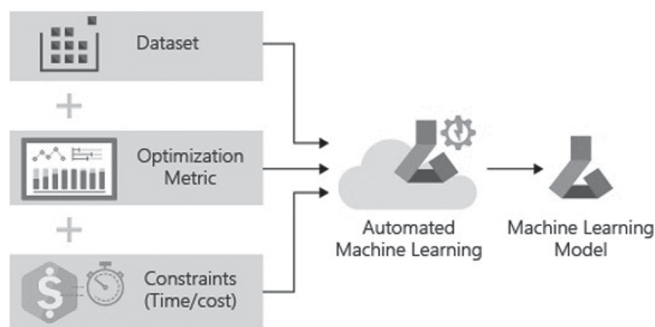 Dataset
Optimization
Metric
Constraints
(Time/cost)
Automated
Machine Learning
Machine Learning
Model